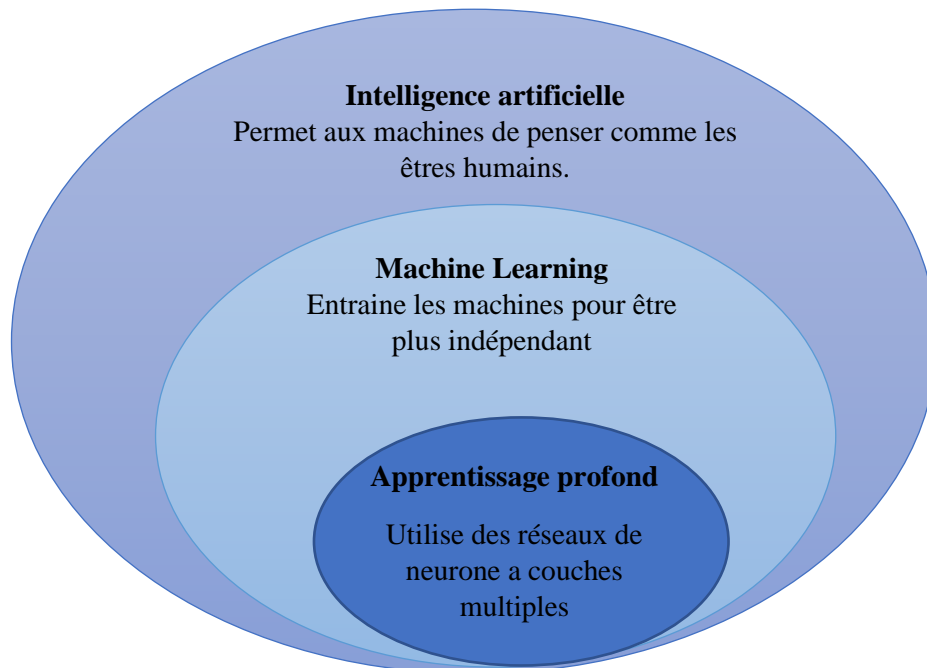 Intelligence artificielle
Permet aux machines de penser comme les
êtres humains.
Machine Learning
Entraine les machines pour être
plus indépendant
Apprentissage profond
Utilise des réseaux de
neurone a couches
multiples